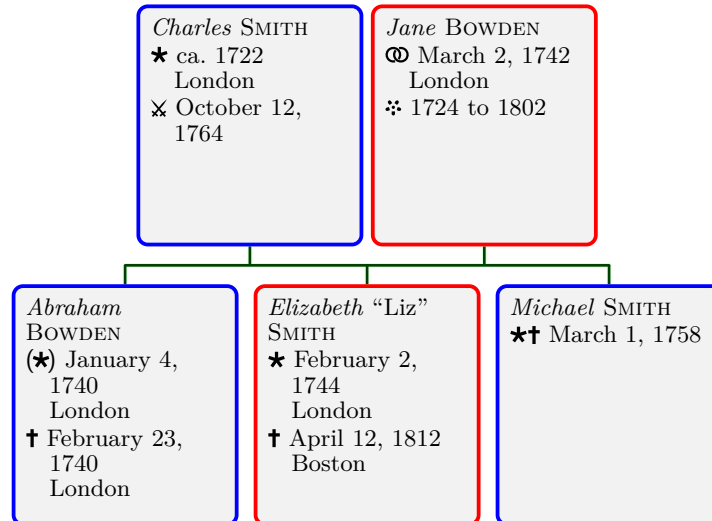 Charles SMITH
* ca. 1722
London
⚔ October 12,
1764
Jane BOWDEN
⚭ March 2, 1742
London
⁘ 1724 to 1802
Abraham
BOWDEN
(*) January 4,
1740
London
† February 23,
1740
London
Elizabeth “Liz”
SMITH
* February 2,
1744
London
† April 12, 1812
Boston
Michael SMITH
*† March 1, 1758